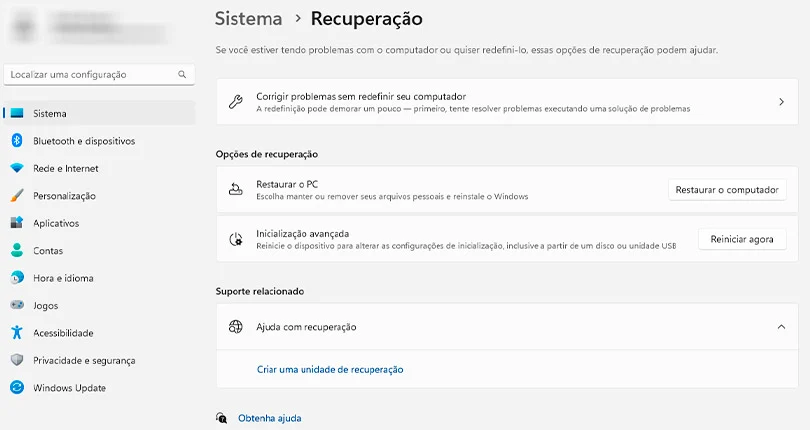 Sistema > Recuperação
Se você estiver tendo problemas com o computador ou quiser redefini-lo, essas opções de recuperação podem ajudar.
Localizar uma configuração
Sistema
Bluetooth e dispositivos
Rede e Internet
Personalização
Aplicativos
Contas
Hora e idioma
Jogos
Acessibilidade
Privacidade e segurança
Windows Update
Corrigir problemas sem redefinir seu computador
A redefinição pode demorar um pouco — primeiro, tente resolver problemas executando uma solução de problemas
Opções de recuperação
Restaurar o PC
Escolha manter ou remover seus arquivos pessoais e reinstale o Windows
Restaurar o computador
Inicialização avançada
Reinicie o dispositivo para alterar as configurações de inicialização, inclusive a partir de um disco ou unidade USB
Reiniciar agora
Suporte relacionado
Ajuda com recuperação
Criar uma unidade de recuperação
Obtenha ajuda